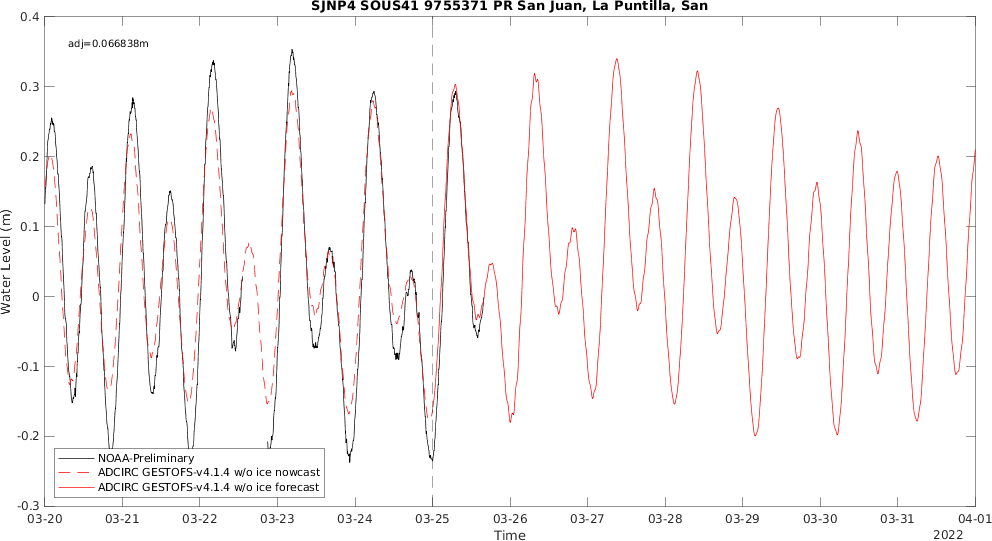 SJNP4 SOUS41 9755371 PR San Juan, La Puntilla, San
adj=0.066838m
Water Level (m)
0.4
0.3
0.2
0.1
0
-0.1
-0.2
-0.3
NOAA-Preliminary
ADCIRC GESTOFS-v4.1.4 w/o ice nowcast
ADCIRC GESTOFS-v4.1.4 w/o ice forecast
03-20 03-21 03-22 03-23 03-24 03-25 03-26 03-27 03-28 03-29 03-30 03-31 04-01
Time
2022